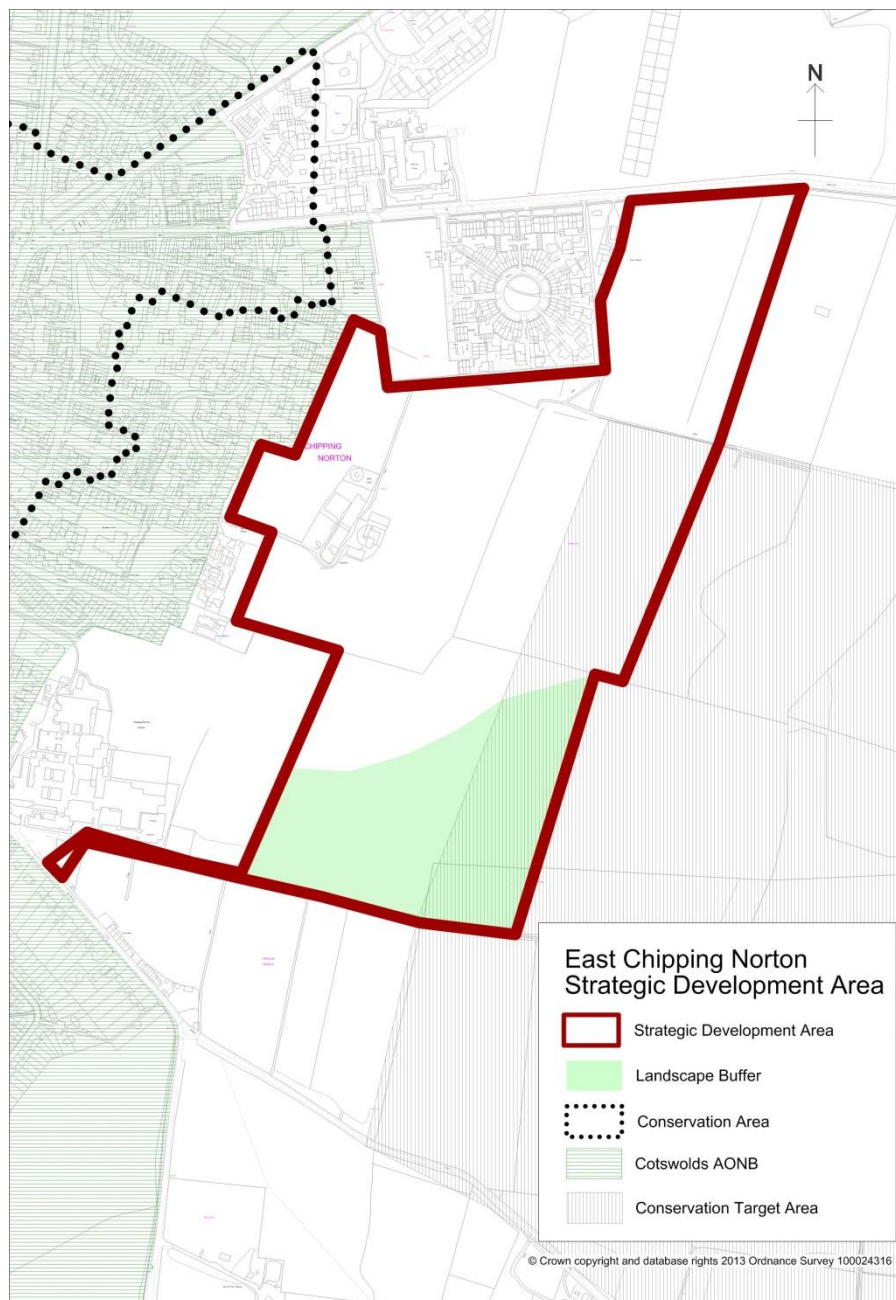 N
CHIPPING
NORTON
East Chipping Norton
Strategic Development Area
Strategic Development Area
Landscape Buffer
Conservation Area
Cotswolds AONB
Conservation Target Area
© Crown copyright and database rights 2013 Ordnance Survey 100024316